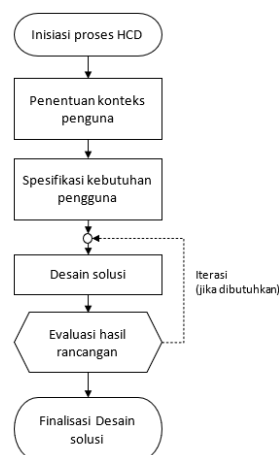 Inisiasi proses HCD
Penentuan konteks
penguna
Spesifikasi kebutuhan
pengguna
Desain solusi
Iterasi
(jika dibutuhkan)
Evaluasi hasil
rancangan
Finalisasi Desain
solusi